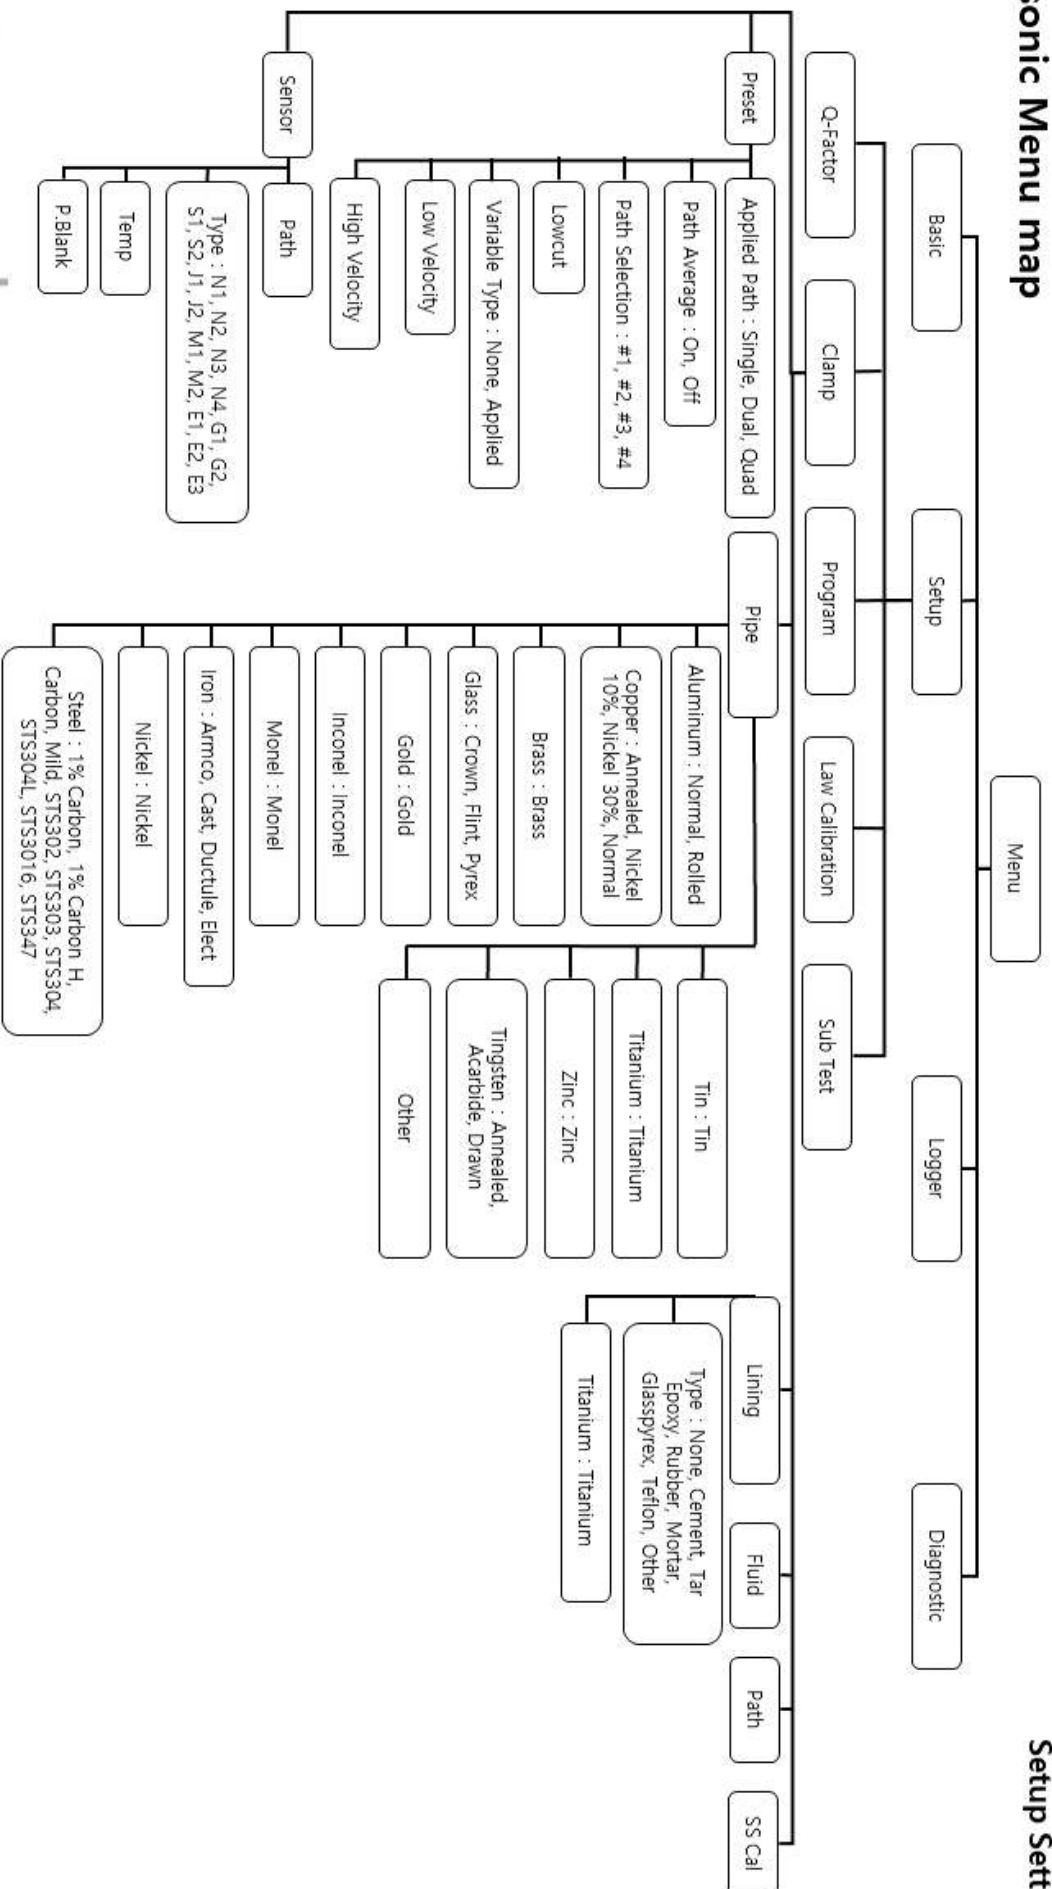 sonic Menu map
Setup Sett
Menu
Basic
Setup
Logger
Diagnostic
Q-Factor
Clamp
Program
Law Calibration
Sub Test
Preset
Pipe
Lining
Fluid
Path
SS Cal
Applied Path : Single, Dual, Quad
Path Average : On, Off
Path Selection : #1, #2, #3, #4
Lowcut
Variable Type : None, Applied
Low Velocity
High Velocity
Sensor
Path
Type : N1, N2, N3, N4, G1, G2,
S1, S2, J1, J2, M1, M2, E1, E2, E3
Temp
P.Blank
Aluminum : Normal, Rolled
Copper : Annealed, Nickel
10%, Nickel 30%, Normal
Brass : Brass
Glass : Crown, Flint, Pyrex
Gold : Gold
Inconel : Inconel
Monel : Monel
Iron : Armco, Cast, Ductule, Elect
Nickel : Nickel
Steel : 1% Carbon, 1% Carbon H,
Carbon, Mild, STS302, STS303, STS304,
STS304L, STS3016, STS347
Tin : Tin
Titanium : Titanium
Zinc : Zinc
Tingsten : Annealed,
Acarbide, Drawn
Other
Type : None, Cement, Tar
Epoxy, Rubber, Mortar,
Glasspyrex, Teflon, Other
Titanium : Titanium